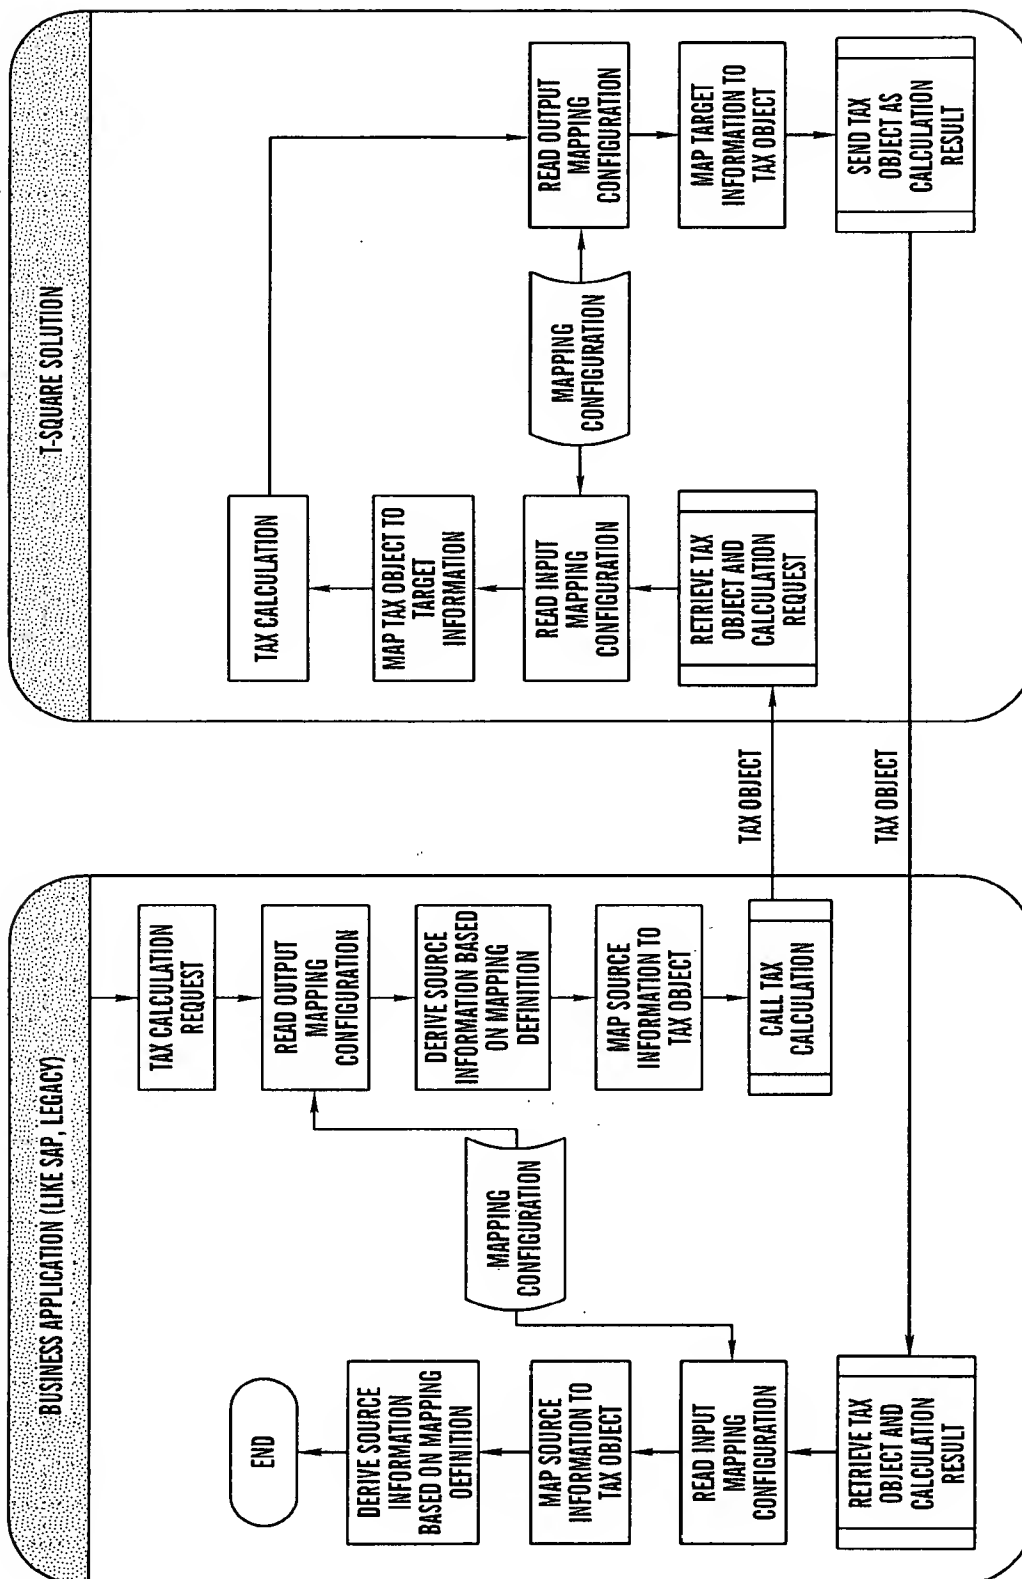 BUSINESS APPLICATION (LIKE SAP, LEGACY)
TAX CALCULATION
REQUEST
READ OUTPUT
MAPPING
CONFIGURATION
DERIVE SOURCE
INFORMATION BASED
ON MAPPING
DEFINITION
MAP SOURCE
INFORMATION TO
TAX OBJECT
CALL TAX
CALCULATION
MAPPING
CONFIGURATION
END
DERIVE SOURCE
INFORMATION
BASED ON MAPPING
DEFINITION
MAP SOURCE
INFORMATION TO
TAX OBJECT
READ INPUT
MAPPING
CONFIGURATION
RETRIEVE TAX
OBJECT AND
CALCULATION
RESULT
TAX OBJECT
TAX OBJECT
T-SQUARE SOLUTION
TAX CALCULATION
MAP TAX OBJECT TO
TARGET
INFORMATION
READ INPUT
MAPPING
CONFIGURATION
RETRIEVE TAX
OBJECT AND
CALCULATION
REQUEST
MAPPING
CONFIGURATION
READ OUTPUT
MAPPING
CONFIGURATION
MAP TARGET
INFORMATION TO
TAX OBJECT
SEND TAX
OBJECT AS
CALCULATION
RESULT